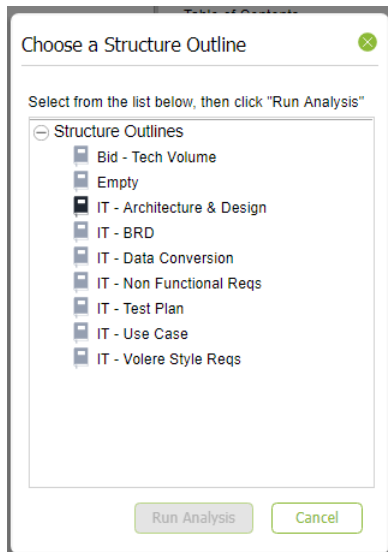 Table of Contents
Choose a Structure Outline
Select from the list below, then click "Run Analysis"
Structure Outlines
Bid - Tech Volume
Empty
IT - Architecture & Design
IT - BRD
IT - Data Conversion
IT - Non Functional Reqs
IT - Test Plan
IT - Use Case
IT - Volere Style Reqs
Run Analysis
Cancel